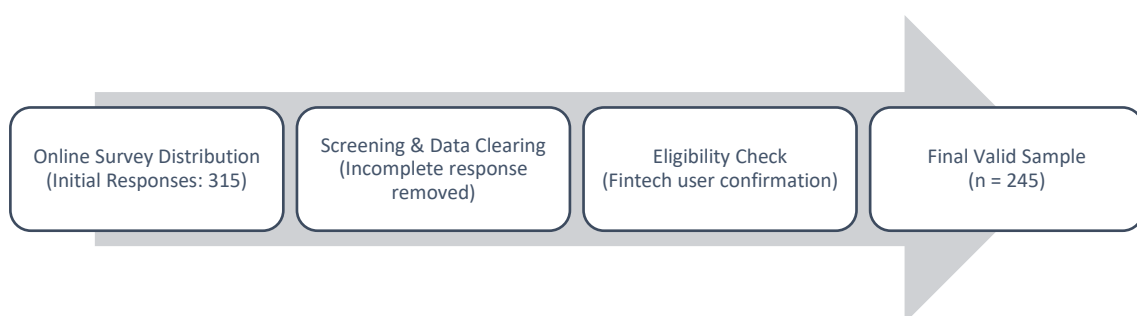 Online Survey Distribution
(Initial Responses: 315)
Screening & Data Clearing
(Incomplete response
removed)
Eligibility Check
(Fintech user confirmation)
Final Valid Sample
(n = 245)